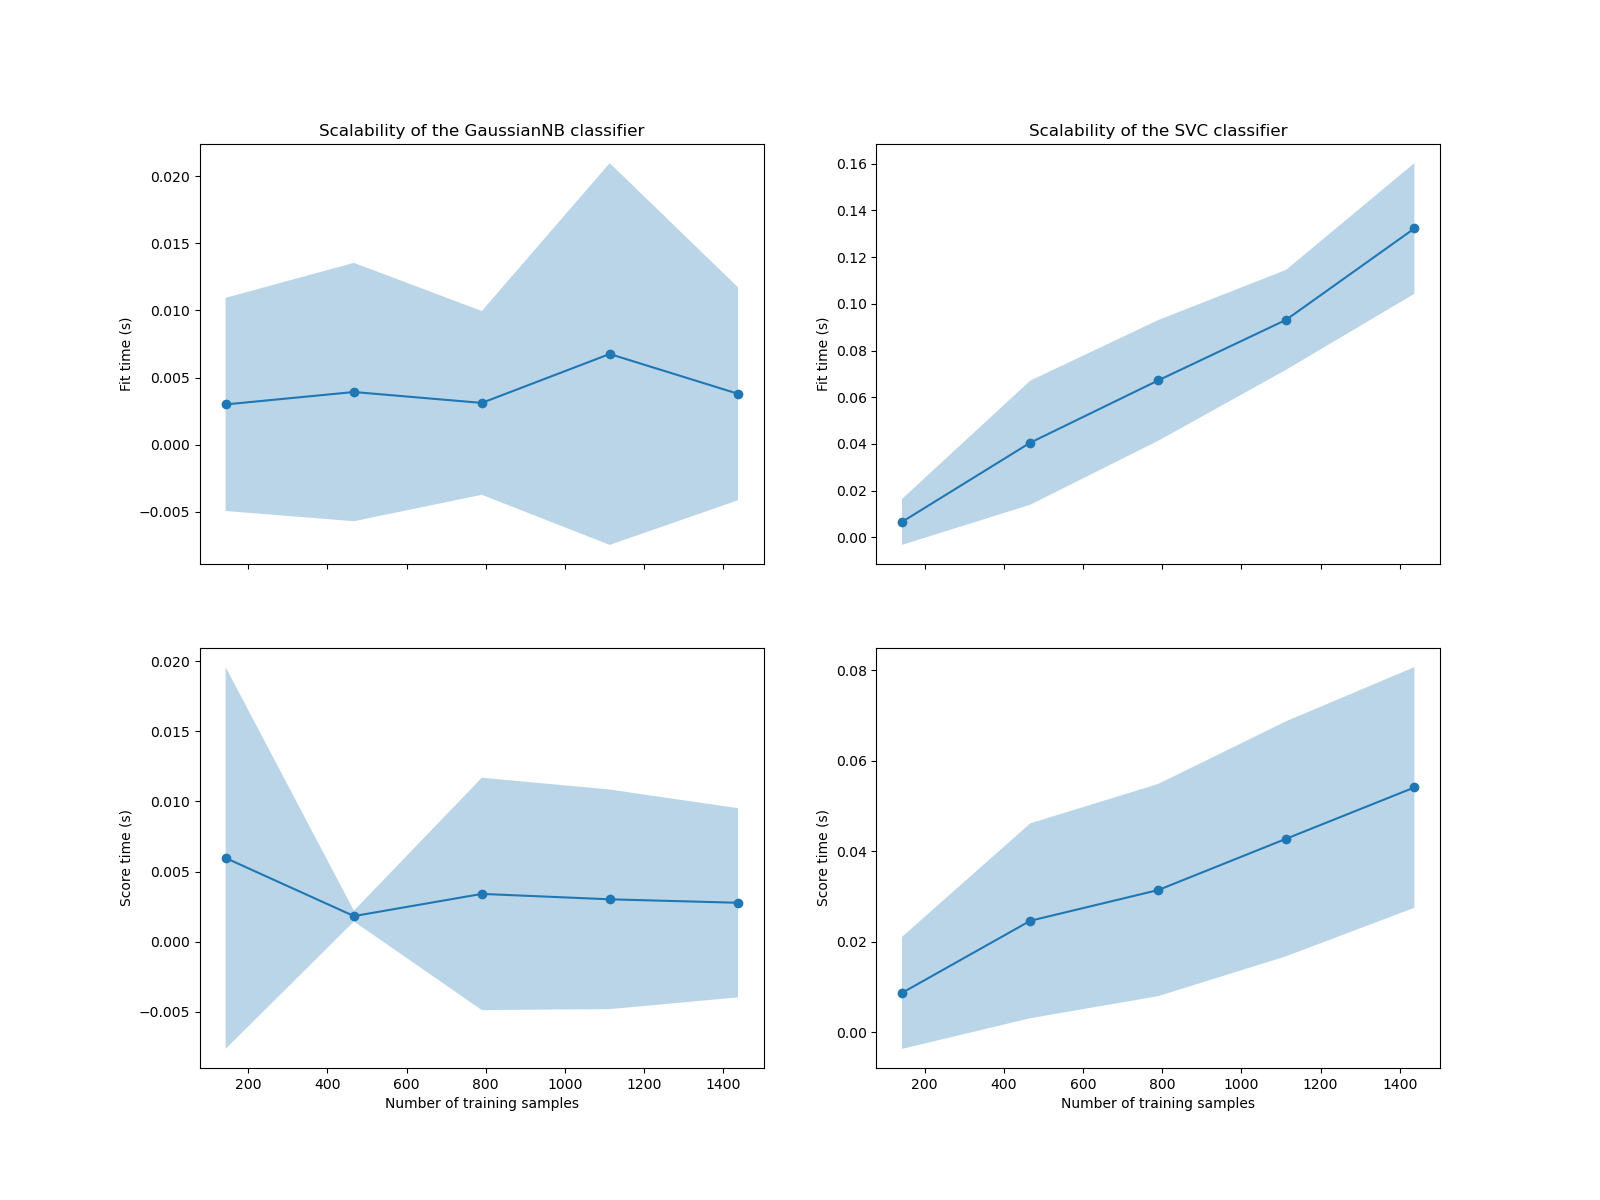 Scalability of the GaussianNB classifier
0.020
0.015
0.010
0.005
0.000
−0.005
Fit time (s)
Scalability of the SVC classifier
0.16
0.14
0.12
0.10
0.08
0.06
0.04
0.02
0.00
Fit time (s)
0.020
0.015
0.010
0.005
0.000
−0.005
Score time (s)
200 400 600 800 1000 1200 1400
Number of training samples
0.08
0.06
0.04
0.02
0.00
Score time (s)
200 400 600 800 1000 1200 1400
Number of training samples